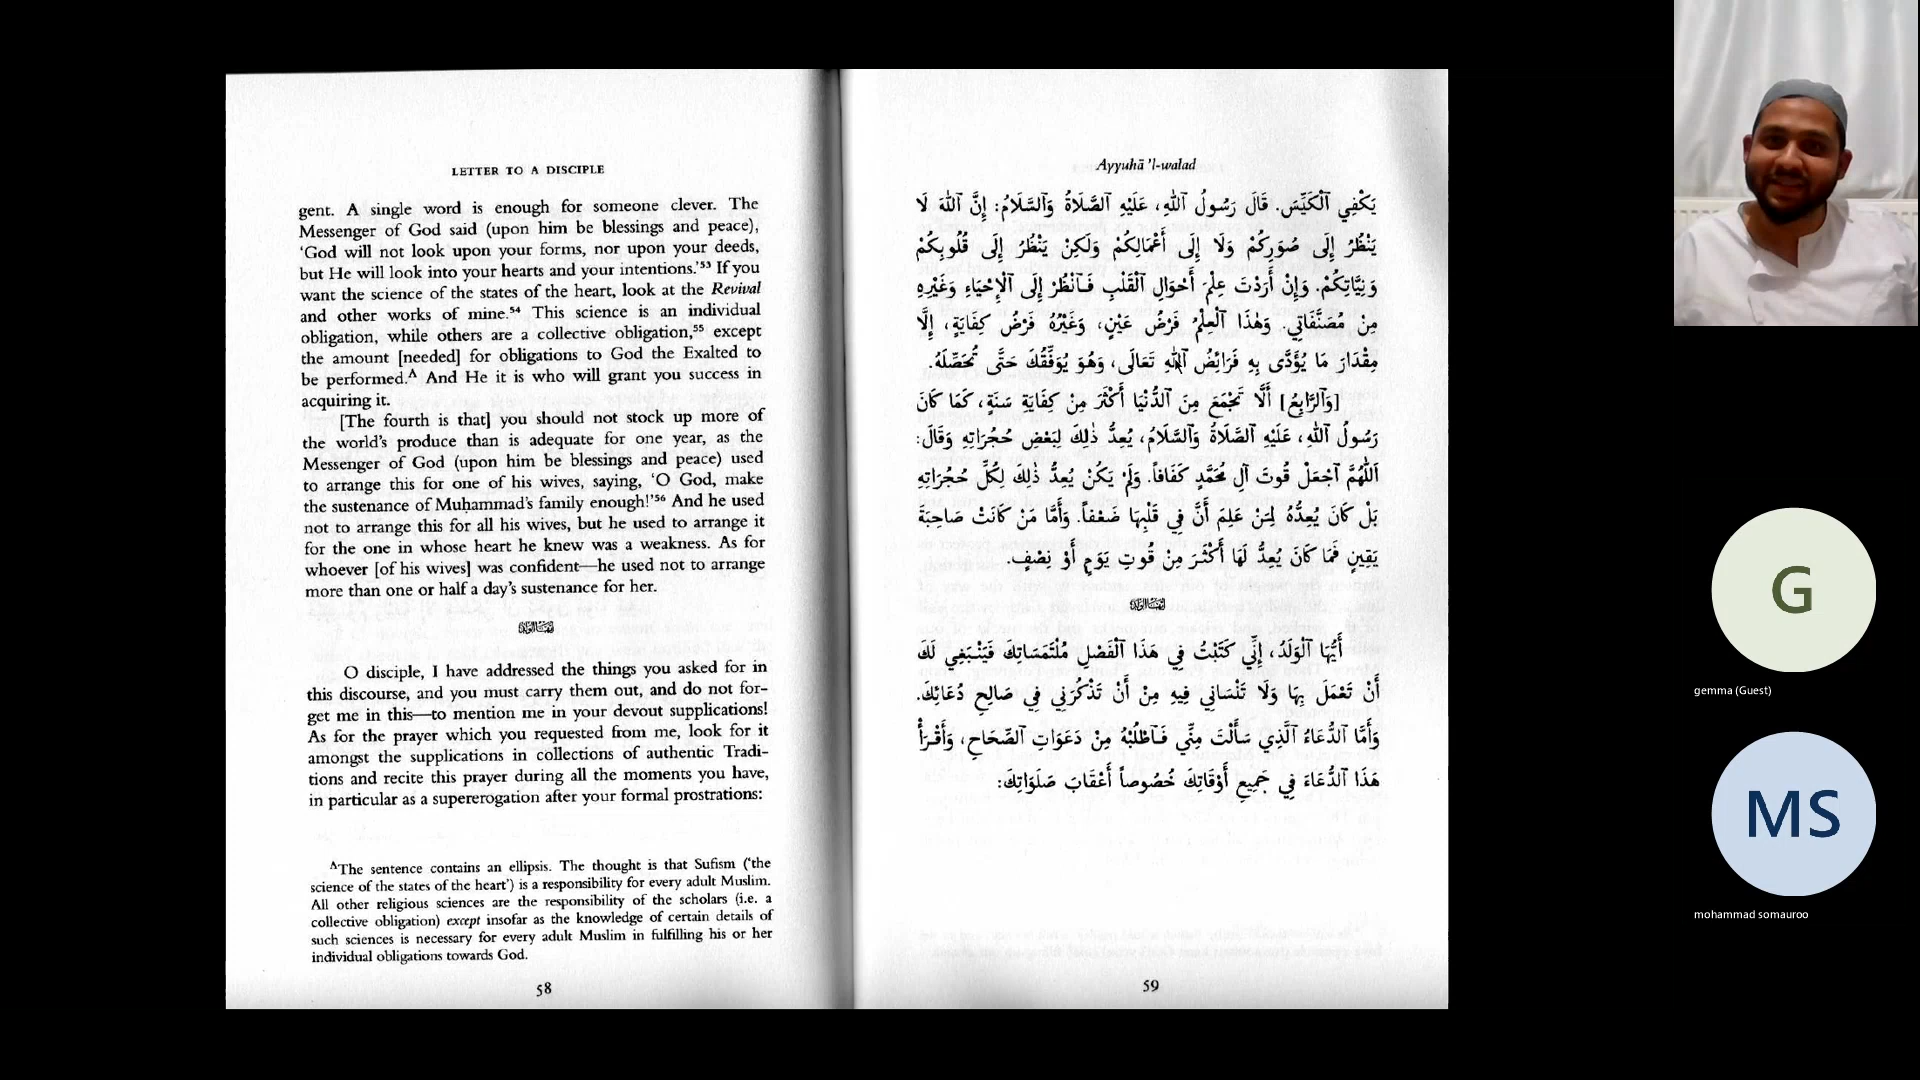 LETTER TO A DISCIPLE
gent. A single word is enough for someone clever. The
Messenger of God said (upon him be blessings and peace),
‘God will not look upon your forms, nor upon your deeds,
but He will look into your hearts and your intentions.’⁵³ If you
want the science of the states of the heart, look at the Revival
and other works of mine.⁵⁴ This science is an individual
obligation, while others are a collective obligation,⁵⁵ except
the amount [needed] for obligations to God the Exalted to
be performed.ᴬ And He it is who will grant you success in
acquiring it.
[The fourth is that] you should not stock up more of
the world’s produce than is adequate for one year, as the
Messenger of God (upon him be blessings and peace) used
to arrange this for one of his wives, saying, ‘O God, make
the sustenance of Muḥammad’s family enough!’⁵⁶ And he used
not to arrange this for all his wives, but he used to arrange it
for the one in whose heart he knew was a weakness. As for
whoever [of his wives] was confident—he used not to arrange
more than one or half a day’s sustenance for her.
O disciple, I have addressed the things you asked for in
this discourse, and you must carry them out, and do not for-
get me in this—to mention me in your devout supplications!
As for the prayer which you requested from me, look for it
amongst the supplications in collections of authentic Tradi-
tions and recite this prayer during all the moments you have,
in particular as a supererogation after your formal prostrations:
ᴬThe sentence contains an ellipsis. The thought is that Sufism (‘the
science of the states of the heart’) is a responsibility for every adult Muslim.
All other religious sciences are the responsibility of the scholars (i.e. a
collective obligation) except insofar as the knowledge of certain details of
such sciences is necessary for every adult Muslim in fulfilling his or her
individual obligations towards God.
58
Ayyuhā ’l-walad
يَكْفِي ٱلْكَيِّسَ. قَالَ رَسُولُ ٱللهِ، عَلَيْهِ ٱلصَّلَاةُ وَٱلسَّلَامُ: إِنَّ ٱللهَ لَا
يَنْظُرُ إِلَى صُوَرِكُمْ وَلَا إِلَى أَعْمَالِكُمْ وَلَكِنْ يَنْظُرُ إِلَى قُلُوبِكُمْ
وَنِيَّاتِكُمْ. وَإِنْ أَرَدْتَ عِلْمَ أَحْوَالِ ٱلْقَلْبِ فَٱنْظُرْ إِلَى ٱلْإِحْيَاءِ وَغَيْرِهِ
مِنْ مُصَنَّفَاتِي. وَهٰذَا ٱلْعِلْمُ فَرْضُ عَيْنٍ، وَغَيْرُهُ فَرْضُ كِفَايَةٍ، إِلَّا
مِقْدَارَ مَا يُؤَدَّى بِهِ فَرَائِضُ ٱللهِ تَعَالَى، وَهُوَ يُوَفِّقُكَ حَتَّى تُحَصِّلَهُ.
[وَٱلرَّابِعُ] أَلَّا تَجْمَعَ مِنَ ٱلدُّنْيَا أَكْثَرَ مِنْ كِفَايَةِ سَنَةٍ، كَمَا كَانَ
رَسُولُ ٱللهِ، عَلَيْهِ ٱلصَّلَاةُ وَٱلسَّلَامُ، يُعِدُّ ذٰلِكَ لِبَعْضِ حُجُرَاتِهِ وَقَالَ:
اَللّٰهُمَّ ٱجْعَلْ قُوتَ آلِ مُحَمَّدٍ كَفَافاً. وَلَمْ يَكُنْ يُعِدُّ ذٰلِكَ لِكُلِّ حُجُرَاتِهِ
بَلْ كَانَ يُعِدُّهُ لِمَنْ عَلِمَ أَنَّ فِي قَلْبِهَا ضَعْفاً. وَأَمَّا مَنْ كَانَتْ صَاحِبَةَ
يَقِينٍ فَمَا كَانَ يُعِدُّ لَهَا أَكْثَرَ مِنْ قُوتِ يَوْمٍ أَوْ نِصْفٍ.
أَيُّهَا ٱلْوَلَدُ، إِنِّي كَتَبْتُ فِي هَذَا ٱلْفَصْلِ مُلْتَمَسَاتِكَ فَيَنْبَغِي لَكَ
أَنْ تَعْمَلَ بِهَا وَلَا تَنْسَانِي فِيهِ مِنْ أَنْ تَذْكُرَنِي فِي صَالِحِ دُعَائِكَ.
وَأَمَّا ٱلدُّعَاءُ ٱلَّذِي سَأَلْتَ مِنِّي فَٱطْلُبْهُ مِنْ دَعَوَاتِ ٱلصِّحَاحِ، وَٱقْرَأْ
هَذَا ٱلدُّعَاءَ فِي جَمِيعِ أَوْقَاتِكَ خُصُوصاً أَعْقَابَ صَلَوَاتِكَ:
59
G
gemma (Guest)
MS
mohammad somauroo